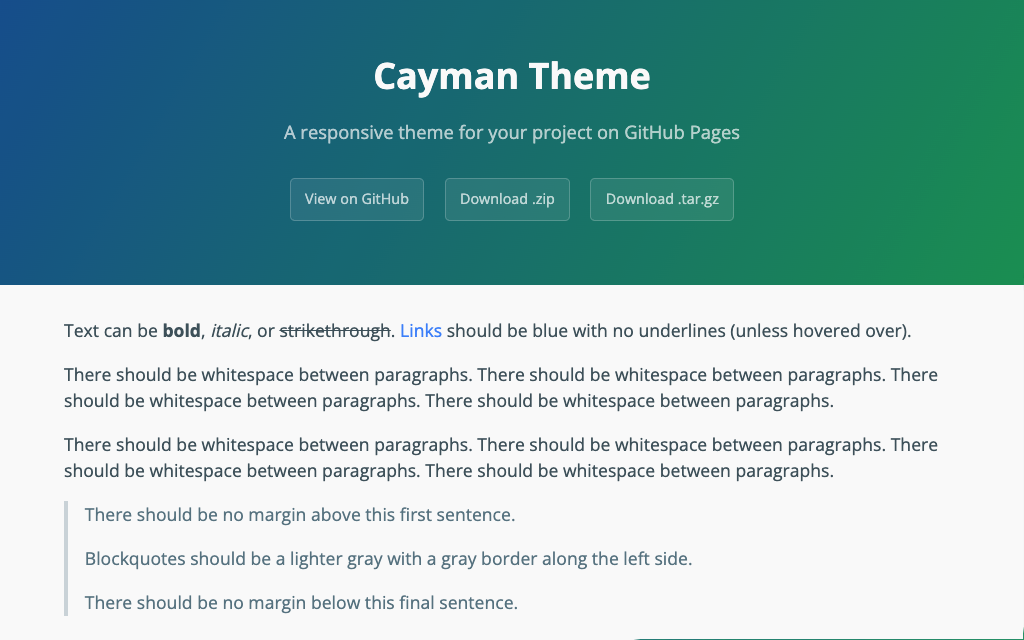 Cayman Theme
A responsive theme for your project on GitHub Pages
View on GitHub
Download .zip
Download .tar.gz
Text can be bold, italic, or strikethrough. Links should be blue with no underlines (unless hovered over).
There should be whitespace between paragraphs. There should be whitespace between paragraphs. There
should be whitespace between paragraphs. There should be whitespace between paragraphs.
There should be whitespace between paragraphs. There should be whitespace between paragraphs. There
should be whitespace between paragraphs. There should be whitespace between paragraphs.
There should be no margin above this first sentence.
Blockquotes should be a lighter gray with a gray border along the left side.
There should be no margin below this final sentence.